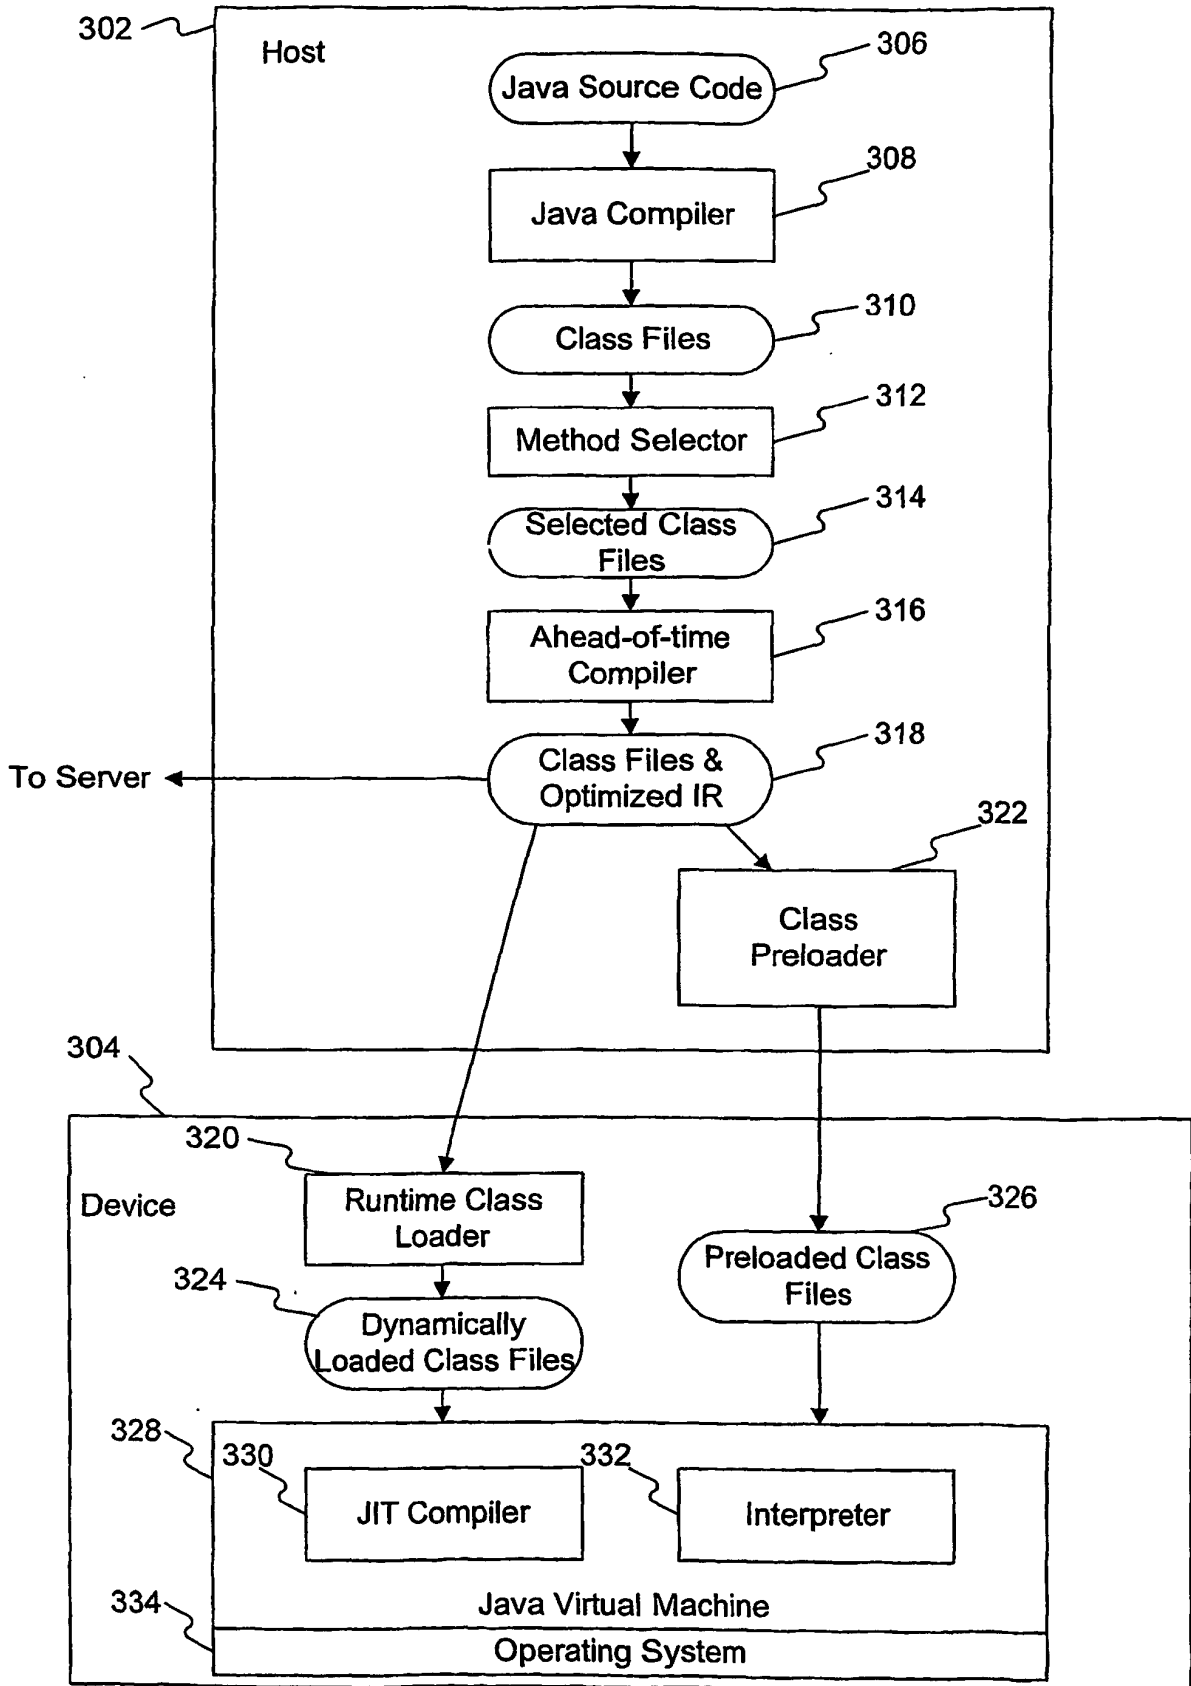 302
Host
306
Java Source Code
308
Java Compiler
310
Class Files
312
Method Selector
314
Selected Class
Files
316
Ahead-of-time
Compiler
318
Class Files &
Optimized IR
To Server
322
Class
Preloader
304
320
Device
Runtime Class
Loader
326
Preloaded Class
Files
324
Dynamically
Loaded Class Files
328
330
JIT Compiler
332
Interpreter
Java Virtual Machine
334
Operating System